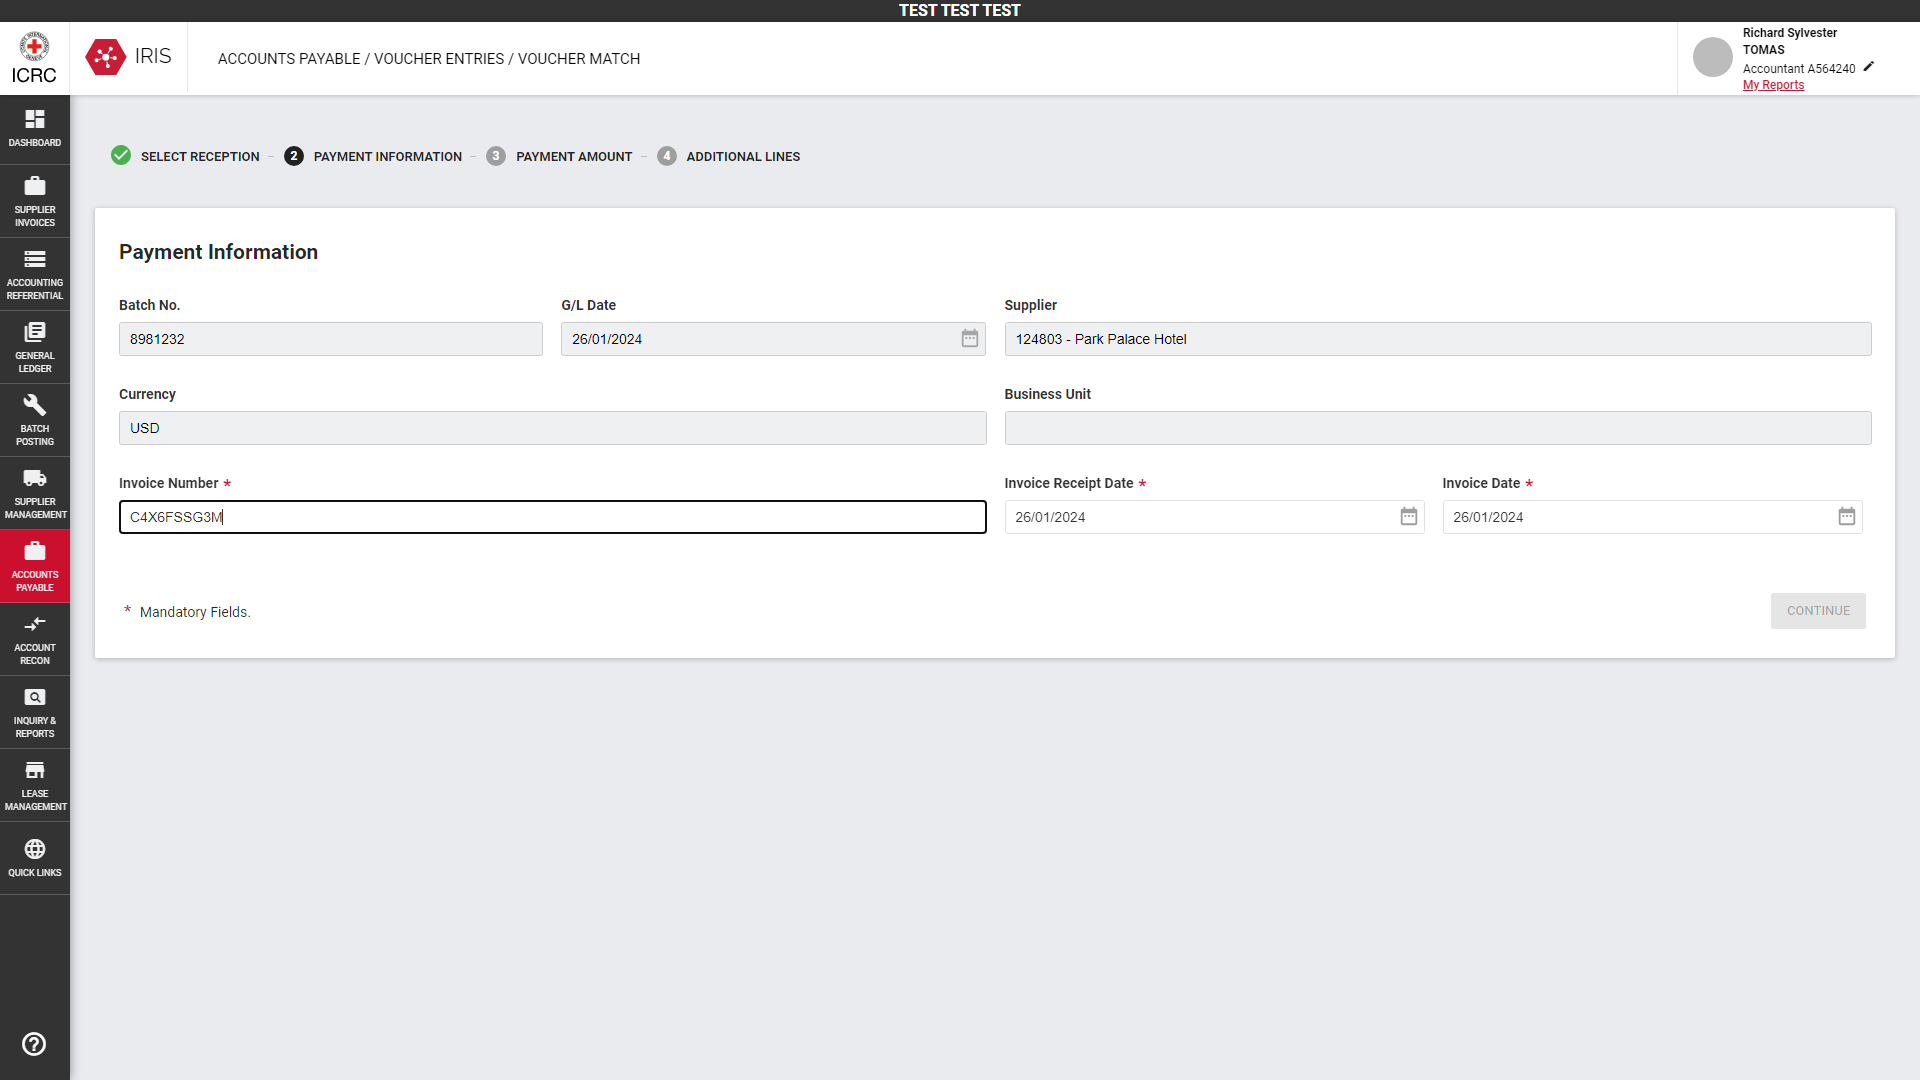 TEST TEST TEST
ICRC
IRIS
ACCOUNTS PAYABLE / VOUCHER ENTRIES / VOUCHER MATCH
Richard Sylvester
TOMAS
Accountant A564240
My Reports
DASHBOARD
SUPPLIER
INVOICES
ACCOUNTING
REFERENTIAL
GENERAL
LEDGER
BATCH
POSTING
SUPPLIER
MANAGEMENT
ACCOUNTS
PAYABLE
ACCOUNT
RECON
INQUIRY &
REPORTS
LEASE
MANAGEMENT
QUICK LINKS
SELECT RECEPTION – 2 PAYMENT INFORMATION – 3 PAYMENT AMOUNT – 4 ADDITIONAL LINES
Payment Information
Batch No. G/L Date Supplier
8981232 26/01/2024 124803 - Park Palace Hotel
Currency Business Unit
USD
Invoice Number * Invoice Receipt Date * Invoice Date *
C4X6FSSG3M 26/01/2024 26/01/2024
* Mandatory Fields.
CONTINUE